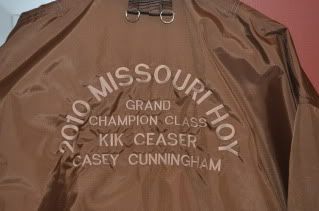 2010 MISSOURI HOY
GRAND
CHAMPION CLASS
KIK CEASER
CASEY CUNNINGHAM